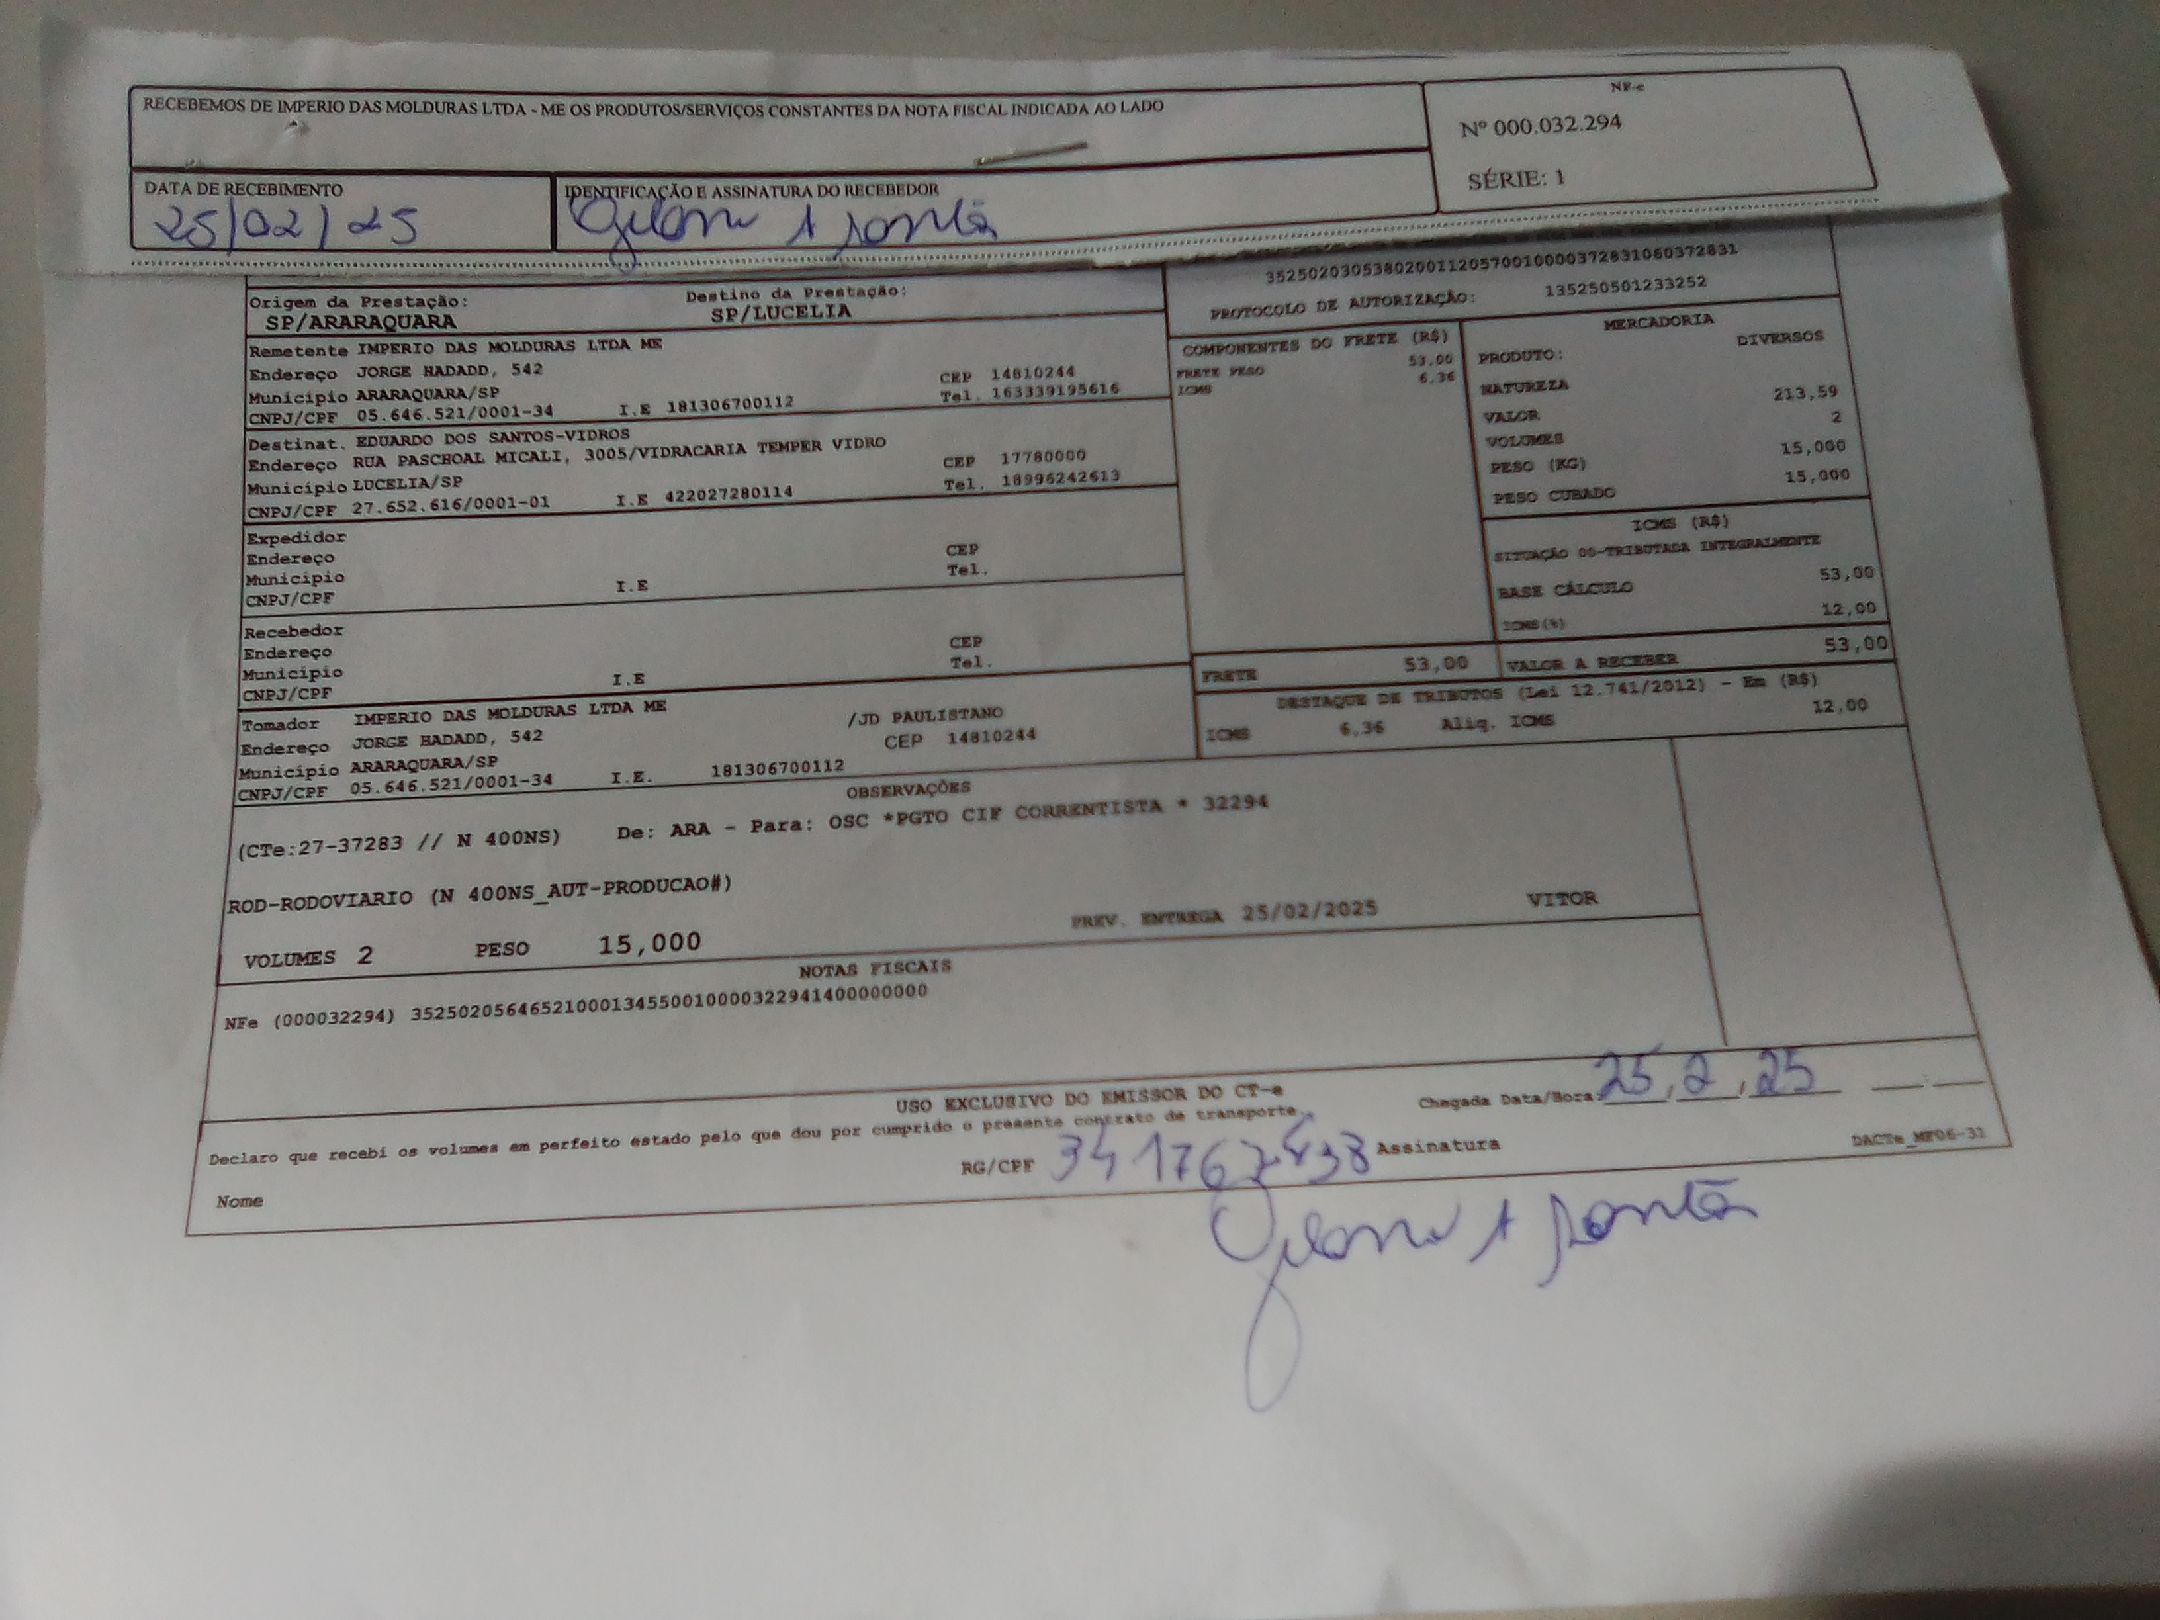 RECEBEMOS DE IMPERIO DAS MOLDURAS LTDA - ME OS PRODUTOS/SERVIÇOS CONSTANTES DA NOTA FISCAL INDICADA AO LADO
NF-e
Nº 000.032.294
SÉRIE: 1
DATA DE RECEBIMENTO
25/02/25
IDENTIFICAÇÃO E ASSINATURA DO RECEBEDOR
35250203053802001120570010000372831060372831
PROTOCOLO DE AUTORIZAÇÃO: 135250501233252
Origem da Prestação: Destino da Prestação:
SP/ARARAQUARA SP/LUCELIA
Remetente IMPERIO DAS MOLDURAS LTDA ME
Endereço JORGE HADADD, 542 CEP 14810244
Município ARARAQUARA/SP Tel. 163339195616
CNPJ/CPF 05.646.521/0001-34 I.E 181306700112
Destinat. EDUARDO DOS SANTOS-VIDROS
Endereço RUA PASCHOAL MICALI, 3005/VIDRACARIA TEMPER VIDRO CEP 17780000
Município LUCELIA/SP Tel. 18996242613
CNPJ/CPF 27.652.616/0001-01 I.E 422027280114
Expedidor
Endereço CEP
Município Tel.
CNPJ/CPF I.E
Recebedor
Endereço CEP
Município Tel.
CNPJ/CPF I.E
Tomador IMPERIO DAS MOLDURAS LTDA ME
Endereço JORGE HADADD, 542 /JD PAULISTANO
Município ARARAQUARA/SP CEP 14810244
CNPJ/CPF 05.646.521/0001-34 I.E. 181306700112
COMPONENTES DO FRETE (R$)
FRETE PESO 53,00
ICMS 6,36
MERCADORIA
PRODUTO: DIVERSOS
NATUREZA
VALOR 213,59
VOLUMES 2
PESO (KG) 15,000
PESO CUBADO 15,000
ICMS (R$)
SITUAÇÃO 00-TRIBUTADA INTEGRALMENTE
BASE CÁLCULO 53,00
ICMS(%) 12,00
FRETE 53,00 VALOR A RECEBER 53,00
DESTAQUE DE TRIBUTOS (Lei 12.741/2012) - Em (R$)
ICMS 6,36 Aliq. ICMS 12,00
OBSERVAÇÕES
(CTe:27-37283 // N 400NS) De: ARA - Para: OSC *PGTO CIF CORRENTISTA * 32294
ROD-RODOVIARIO (N 400NS_AUT-PRODUCAO#)
VOLUMES 2 PESO 15,000 PREV. ENTREGA 25/02/2025 VITOR
NOTAS FISCAIS
NFe (000032294) 35250205646521000134550010000322941400000000
USO EXCLUSIVO DO EMISSOR DO CT-e
Declaro que recebi os volumes em perfeito estado pelo que dou por cumprido o presente contrato de transporte.
Chegada Data/Hora: 25, 2, 25
Nome RG/CPF Assinatura
DACTe_MF06-31